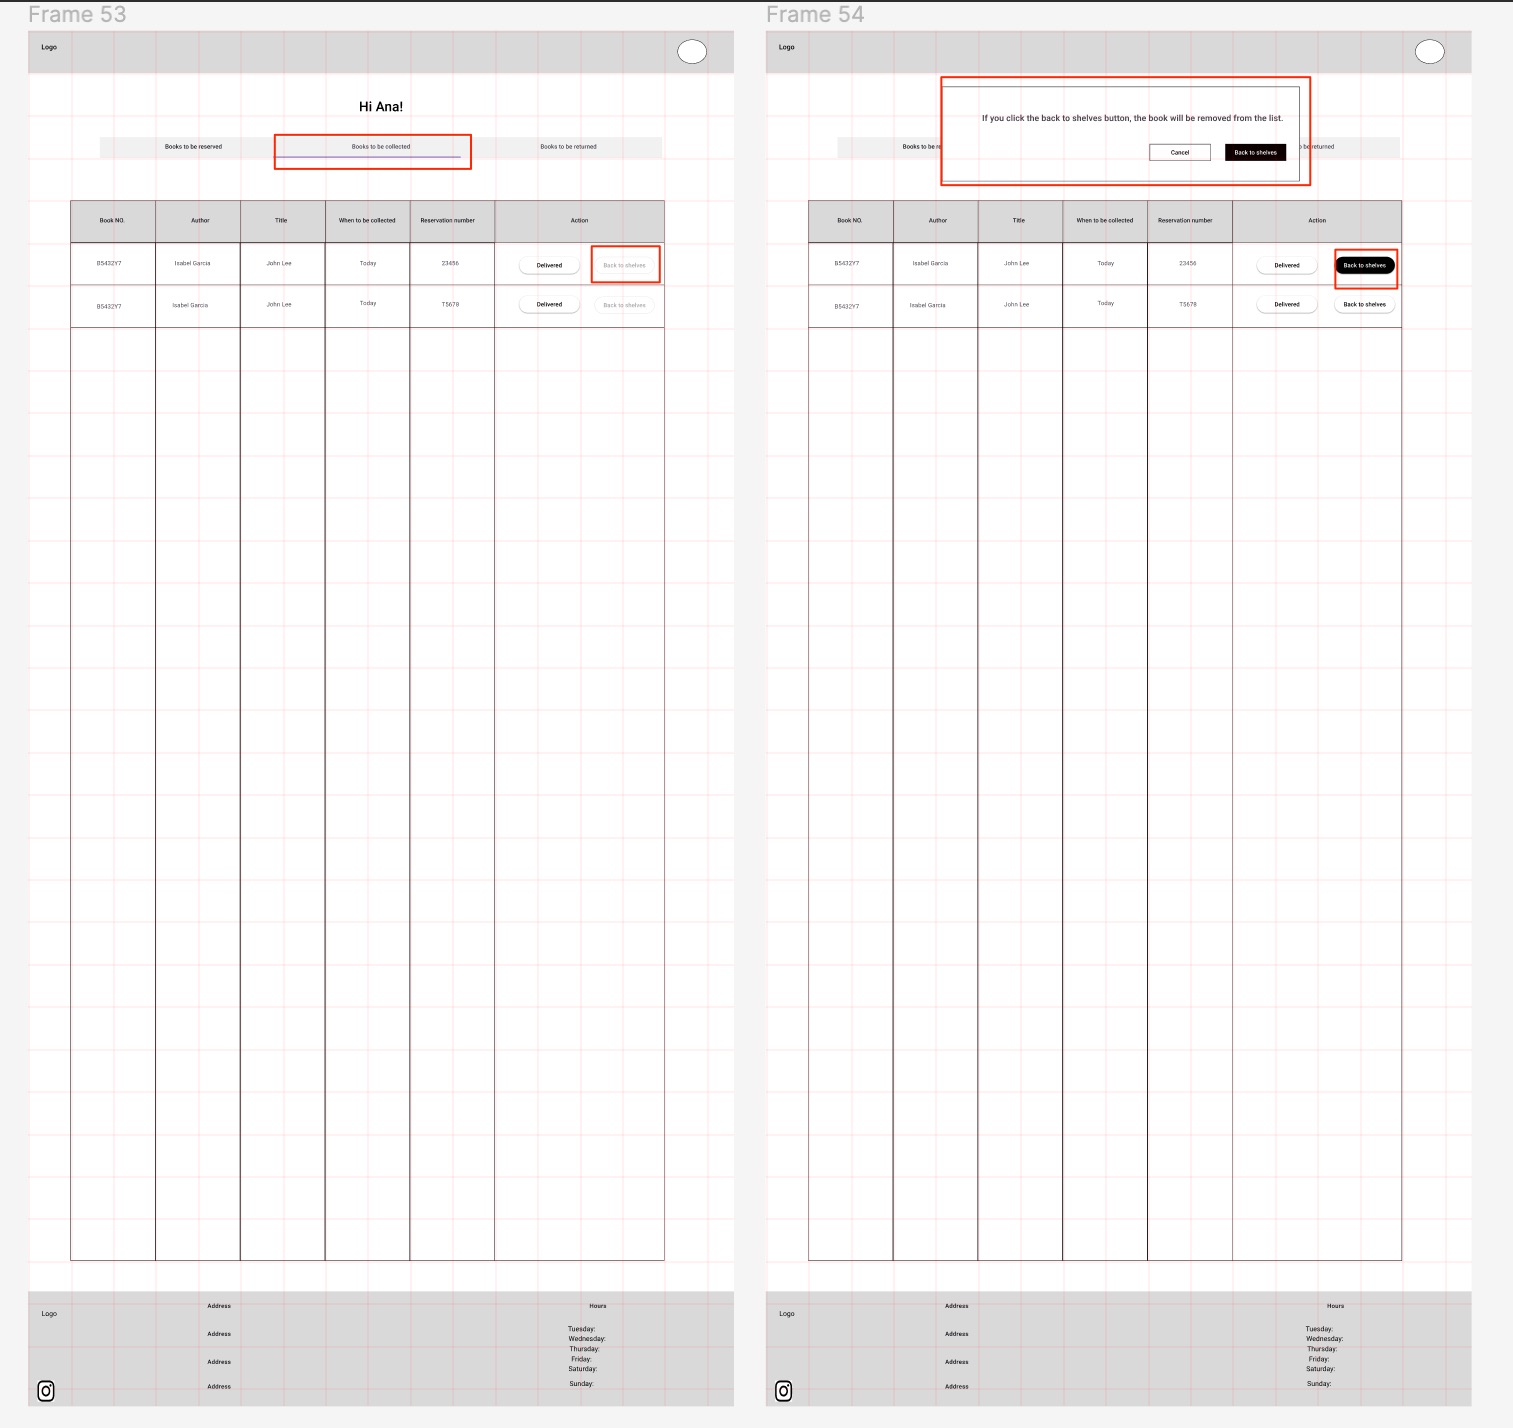 Frame 53
Logo
Hi Ana!
Books to be reserved
Books to be collected
Books to be returned
Book NO.
Author
Title
When to be collected
Reservation number
Action
B5432Y7
Isabel Garcia
John Lee
Today
23456
Delivered
Back to shelves
B5432Y7
Isabel Garcia
John Lee
Today
T5678
Delivered
Back to shelves
Logo
Address
Address
Address
Address
Hours
Tuesday:
Wednesday:
Thursday:
Friday:
Saturday:
Sunday:
Frame 54
Logo
If you click the back to shelves button, the book will be removed from the list.
Cancel
Back to shelves
Books to be re
o be returned
Book NO.
Author
Title
When to be collected
Reservation number
Action
B5432Y7
Isabel Garcia
John Lee
Today
23456
Delivered
Back to shelves
B5432Y7
Isabel Garcia
John Lee
Today
T5678
Delivered
Back to shelves
Logo
Address
Address
Address
Address
Hours
Tuesday:
Wednesday:
Thursday:
Friday:
Saturday:
Sunday: